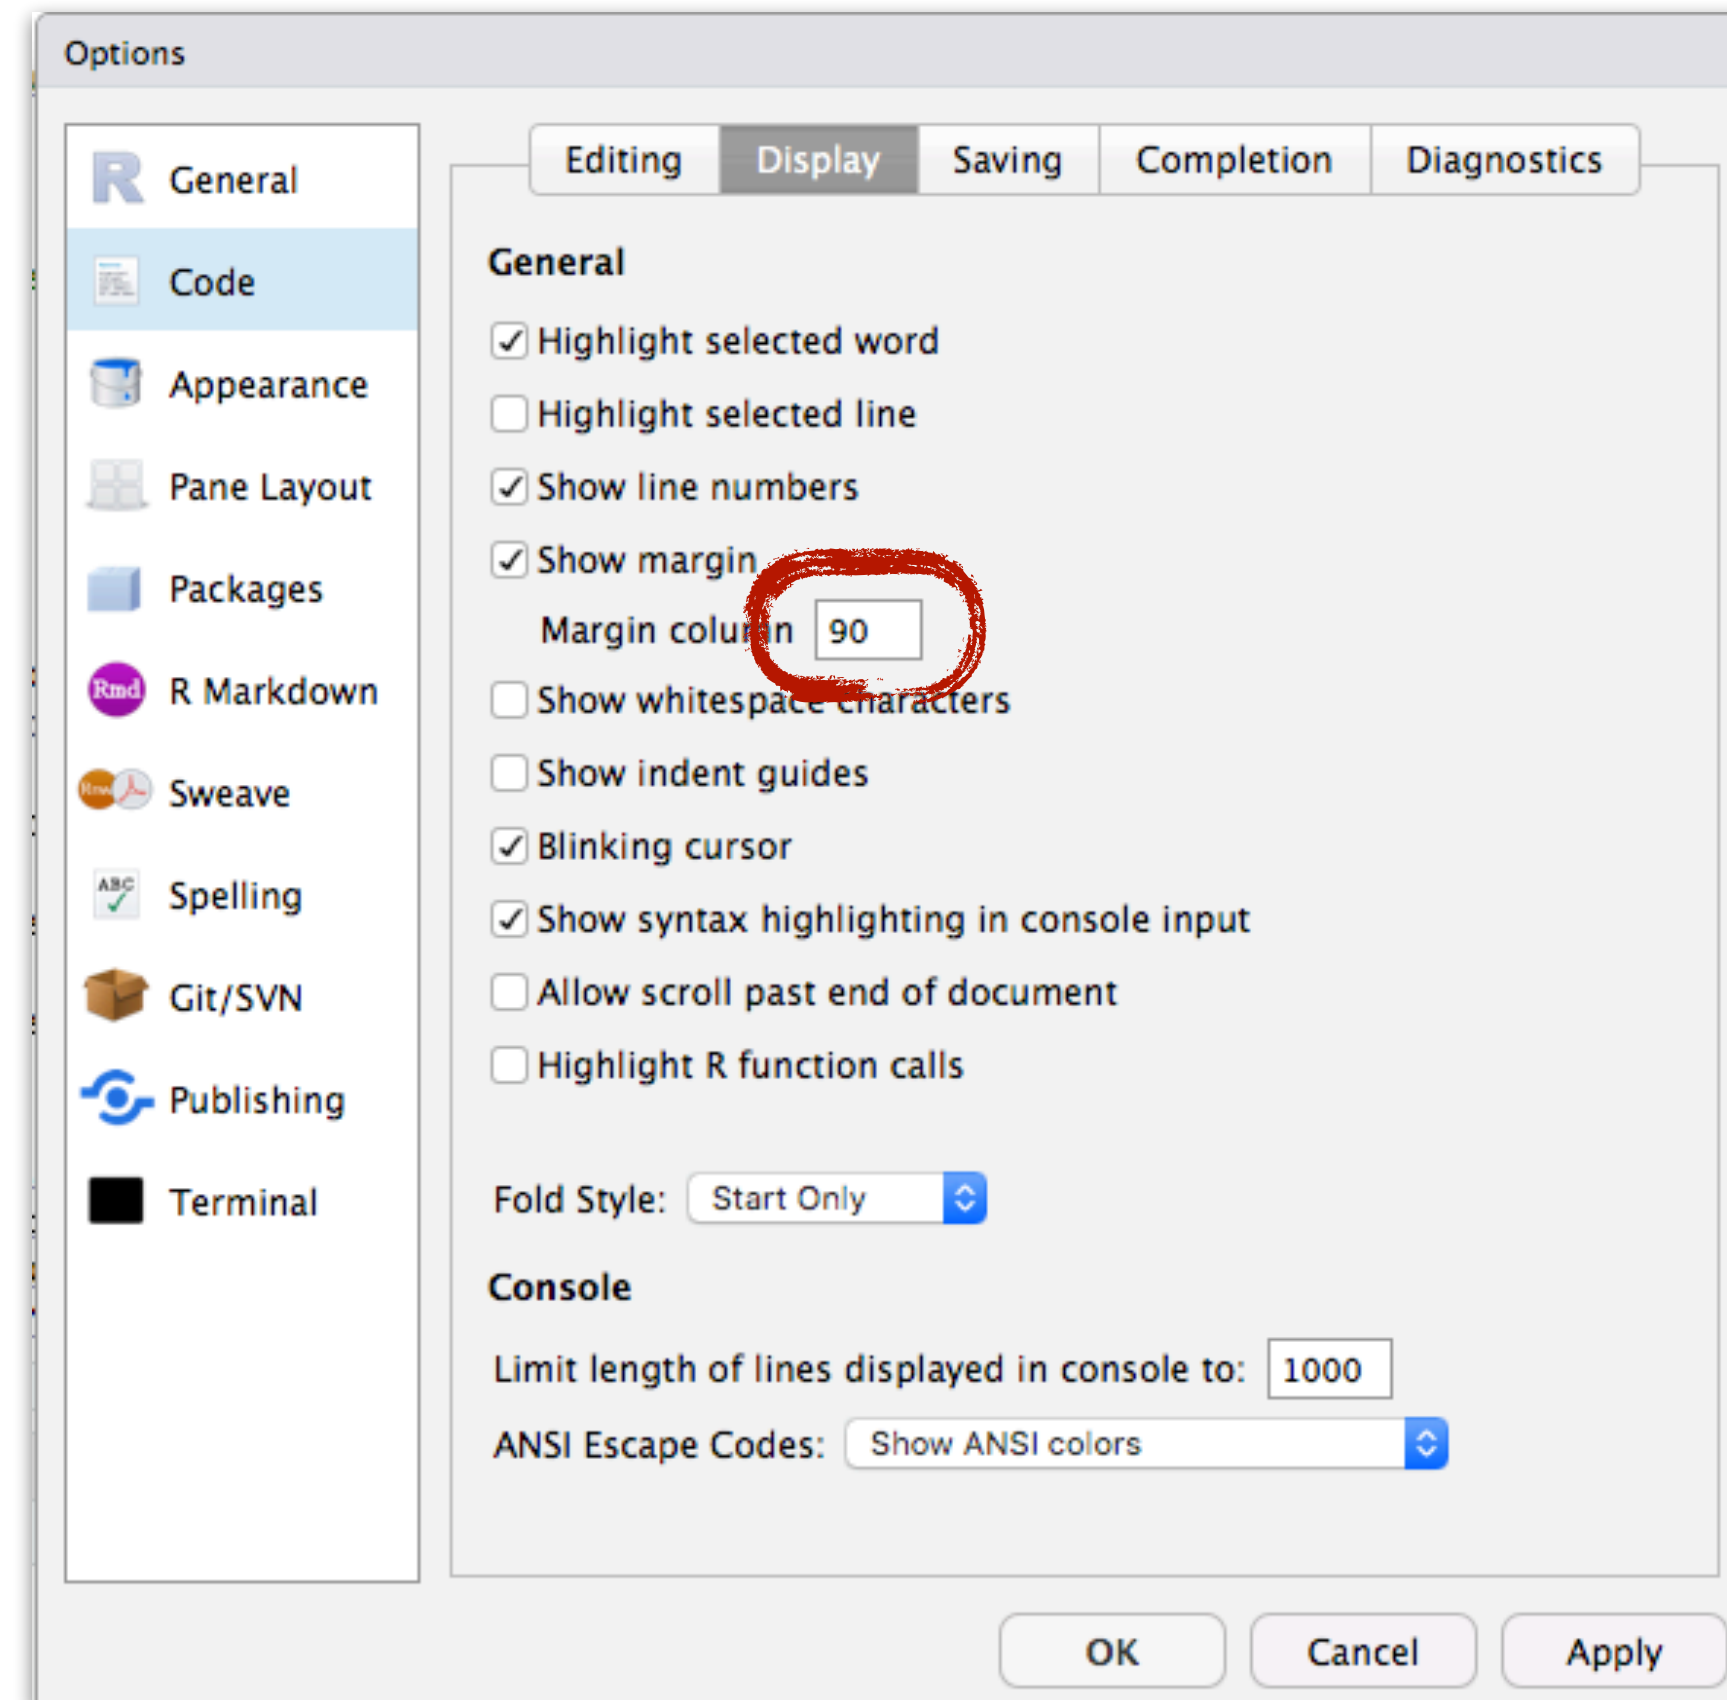 Options
General
Code
Appearance
Pane Layout
Packages
Rmd R Markdown
Rnw Sweave
ABC Spelling
Git/SVN
Publishing
Terminal
Editing Display Saving Completion Diagnostics
General
Highlight selected word
Highlight selected line
Show line numbers
Show margin
Margin column 90
Show whitespace characters
Show indent guides
Blinking cursor
Show syntax highlighting in console input
Allow scroll past end of document
Highlight R function calls
Fold Style: Start Only
Console
Limit length of lines displayed in console to: 1000
ANSI Escape Codes: Show ANSI colors
OK Cancel Apply